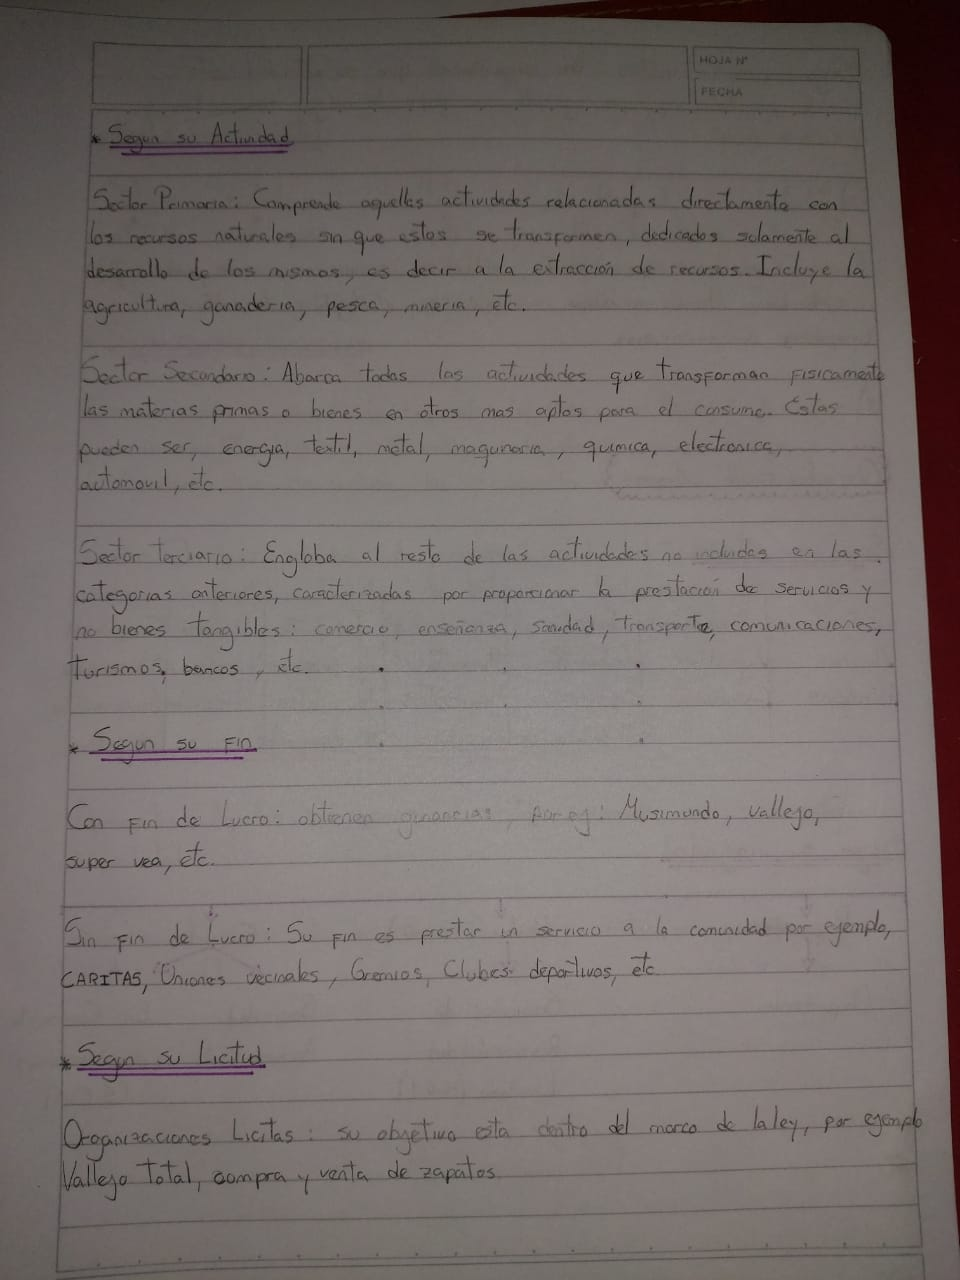 HOJA N°
FECHA
* Segun su Actividad
Sector Primaria: Comprende aquellas actividades relacionadas directamente con
los recursos naturales sin que estos se transformen, dedicados solamente al
desarrollo de los mismos, es decir a la extracción de recursos. Incluye la
agricultura, ganaderia, pesca, mineria, etc.
Sector Secundario: Abarca todas las actividades que transforman Fisicamente
las materias primas o bienes en otros mas aptos para el consumo. Estas
pueden ser, energia, textil, metal, maquinaria, quimica, electronica,
automovil, etc.
Sector terciario: Engloba al resto de las actividades no incluidas en las
categorias anteriores, caracterizadas por proporcionar la prestación de servicios y
no bienes tangibles: comercio, enseñanza, sanidad, transporte, comunicaciones,
turismos, bancos, etc.
* Segun su Fin
Con Fin de Lucro: obtienen ganancias, por ej: Musimundo, Vallejo,
super vea, etc.
Sin Fin de Lucro: Su Fin es prestar un servicio a la comunidad por ejemplo,
CARITAS, Uniones vecinales, Gremios, Clubes deportivos, etc
* Segun su Licitud
Organizaciones Licitas: su objetivo esta dentro del marco de la ley, por ejemplo
Vallejo Total, compra y venta de zapatos